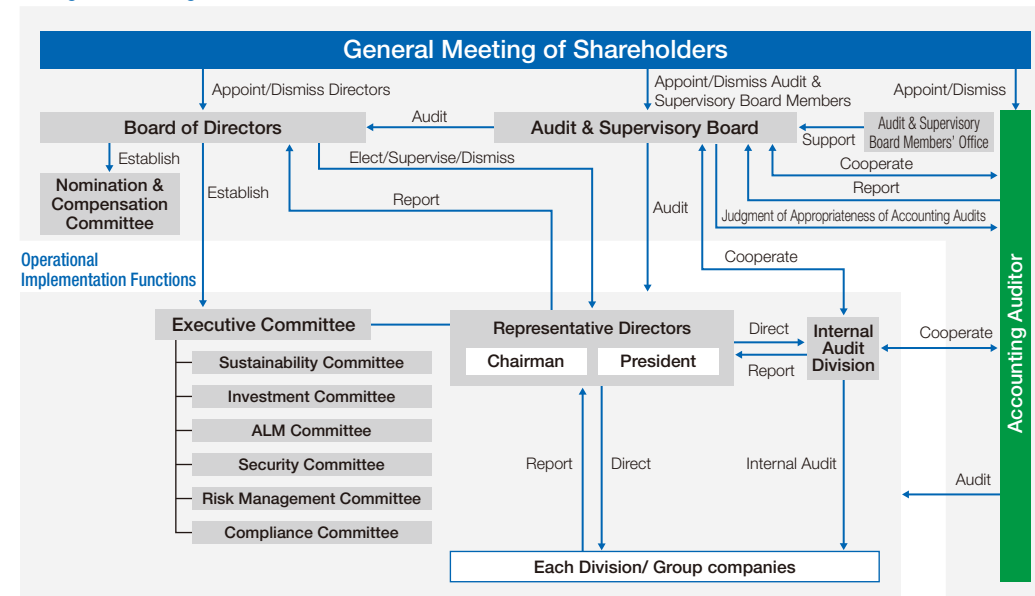 General Meeting of Shareholders
Appoint/Dismiss Directors
Appoint/Dismiss Audit &
Supervisory Board Members
Appoint/Dismiss
Board of Directors
Audit
Audit & Supervisory Board
Support
Audit & Supervisory
Board Members' Office
Establish
Elect/Supervise/Dismiss
Cooperate
Nomination &
Compensation
Committee
Establish
Report
Audit
Report
Judgment of Appropriateness of Accounting Audits
Operational
Implementation Functions
Cooperate
Accounting Auditor
Executive Committee
Representative Directors
Chairman
President
Direct
Report
Internal
Audit
Division
Cooperate
Sustainability Committee
Investment Committee
ALM Committee
Security Committee
Risk Management Committee
Compliance Committee
Report
Direct
Internal Audit
Audit
Each Division/ Group companies